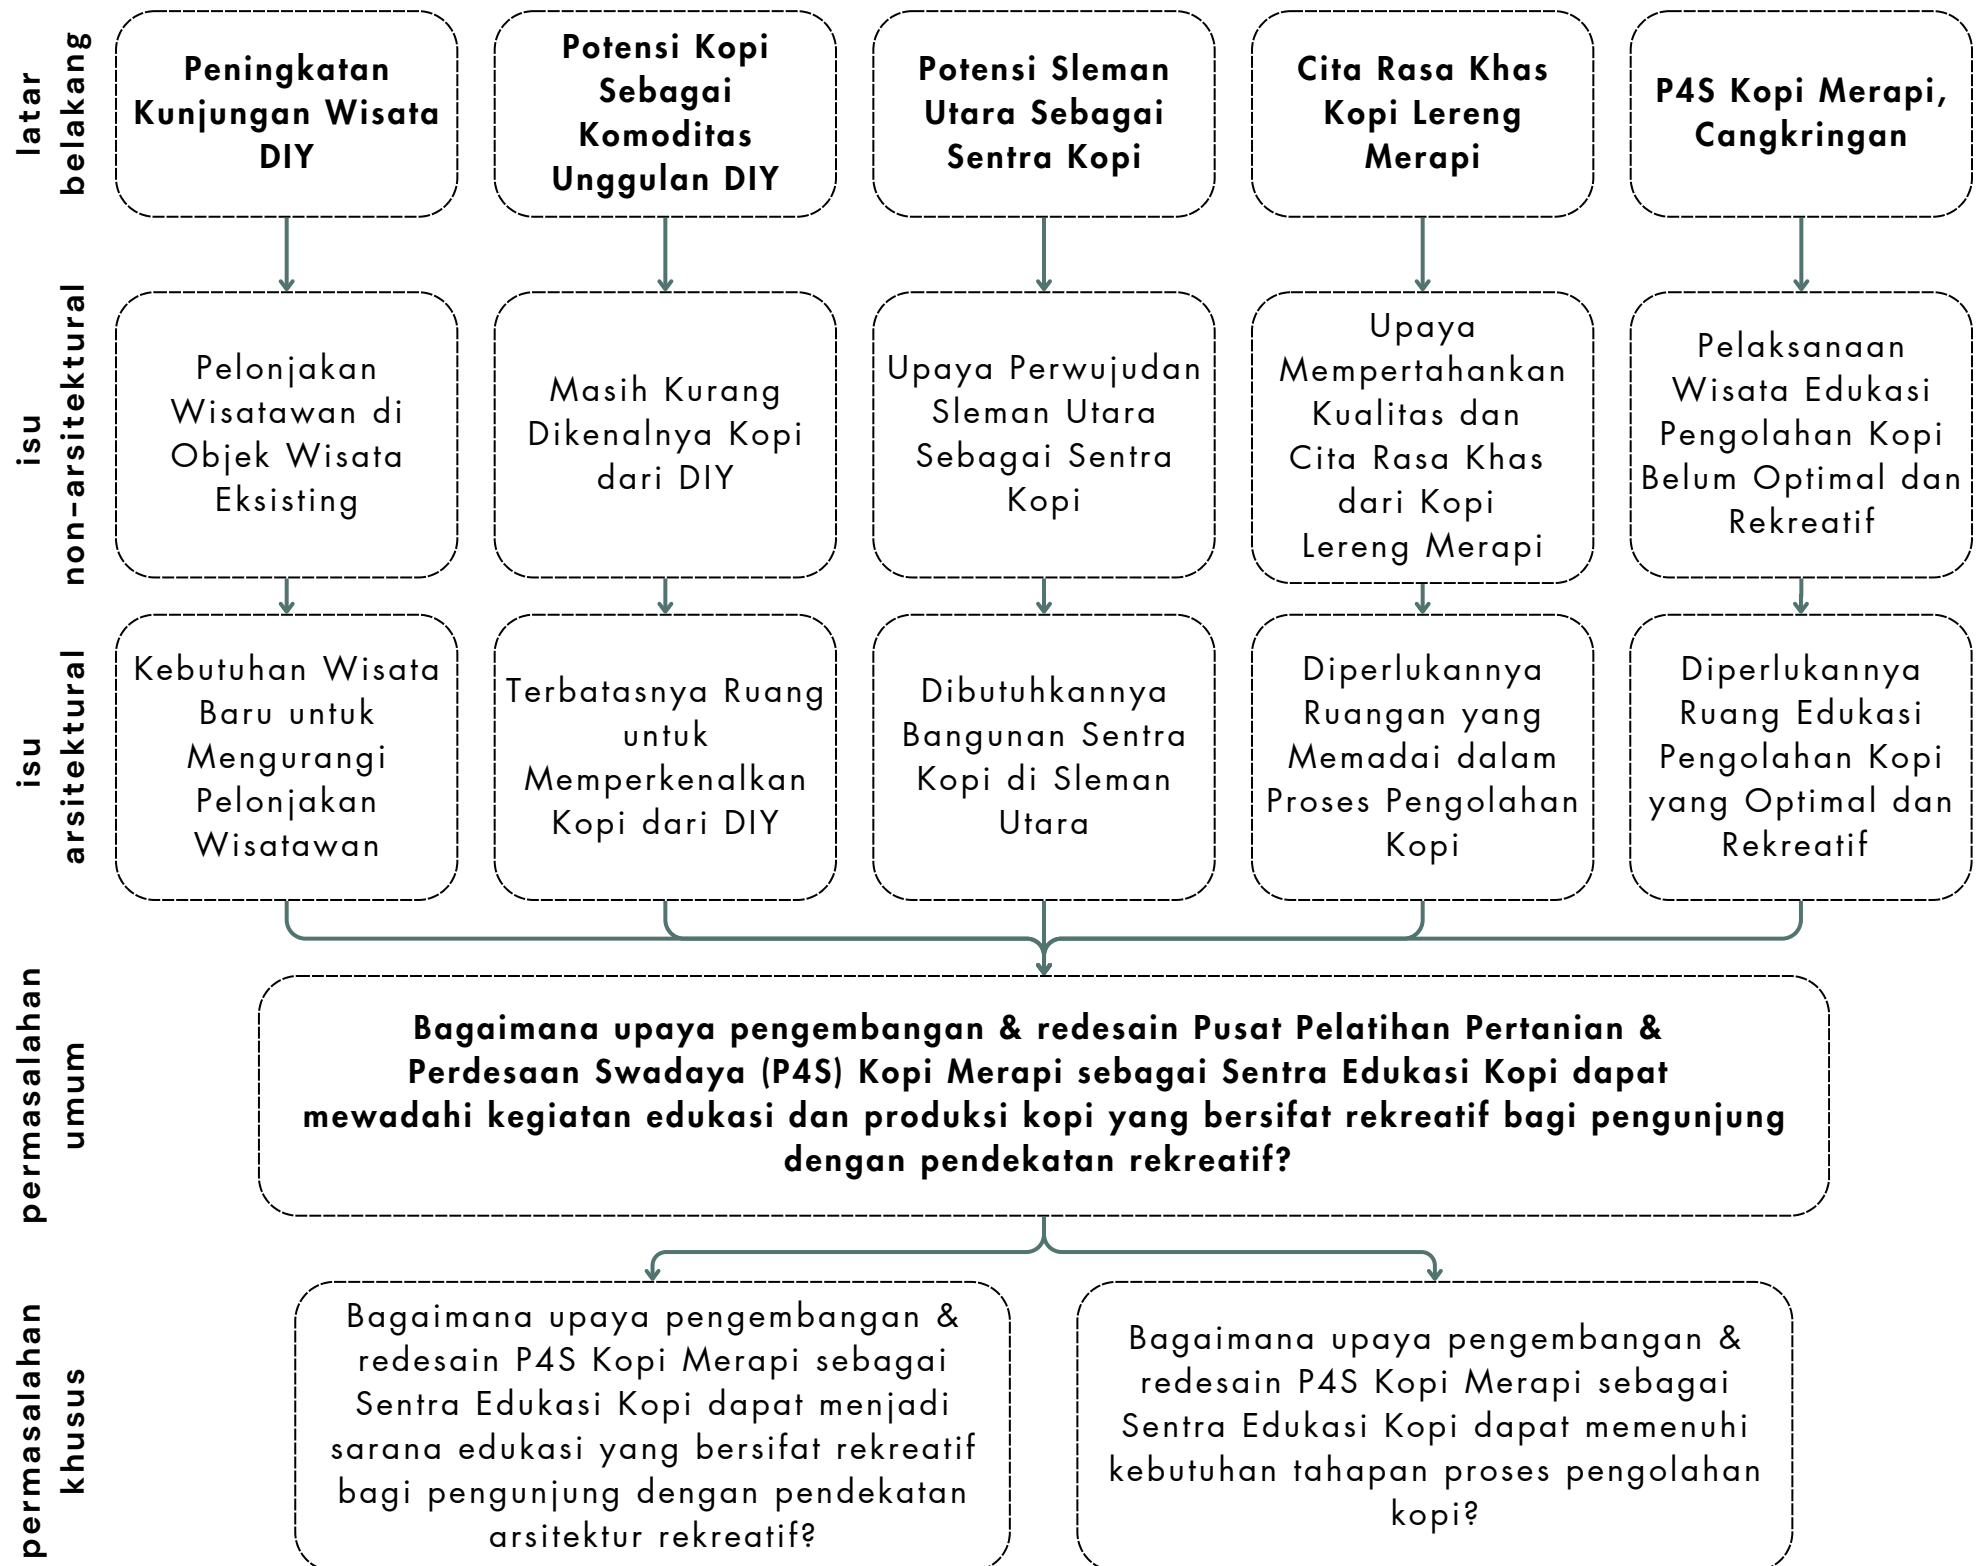 latar
belakang
Peningkatan
Kunjungan Wisata
DIY
Potensi Kopi
Sebagai
Komoditas
Unggulan DIY
Potensi Sleman
Utara Sebagai
Sentra Kopi
Cita Rasa Khas
Kopi Lereng
Merapi
P4S Kopi Merapi,
Cangkringan
isu
non-arsitektural
Pelonjakan
Wisatawan di
Objek Wisata
Eksisting
Masih Kurang
Dikenalnya Kopi
dari DIY
Upaya Perwujudan
Sleman Utara
Sebagai Sentra
Kopi
Upaya
Mempertahankan
Kualitas dan
Cita Rasa Khas
dari Kopi
Lereng Merapi
Pelaksanaan
Wisata Edukasi
Pengolahan Kopi
Belum Optimal dan
Rekreatif
isu
arsitektural
Kebutuhan Wisata
Baru untuk
Mengurangi
Pelonjakan
Wisatawan
Terbatasnya Ruang
untuk
Memperkenalkan
Kopi dari DIY
Dibutuhkannya
Bangunan Sentra
Kopi di Sleman
Utara
Diperlukannya
Ruangan yang
Memadai dalam
Proses Pengolahan
Kopi
Diperlukannya
Ruang Edukasi
Pengolahan Kopi
yang Optimal dan
Rekreatif
permasalahan
umum
Bagaimana upaya pengembangan & redesain Pusat Pelatihan Pertanian &
Perdesaan Swadaya (P4S) Kopi Merapi sebagai Sentra Edukasi Kopi dapat
mewadahi kegiatan edukasi dan produksi kopi yang bersifat rekreatif bagi pengunjung
dengan pendekatan rekreatif?
permasalahan
khusus
Bagaimana upaya pengembangan &
redesain P4S Kopi Merapi sebagai
Sentra Edukasi Kopi dapat menjadi
sarana edukasi yang bersifat rekreatif
bagi pengunjung dengan pendekatan
arsitektur rekreatif?
Bagaimana upaya pengembangan &
redesain P4S Kopi Merapi sebagai
Sentra Edukasi Kopi dapat memenuhi
kebutuhan tahapan proses pengolahan
kopi?